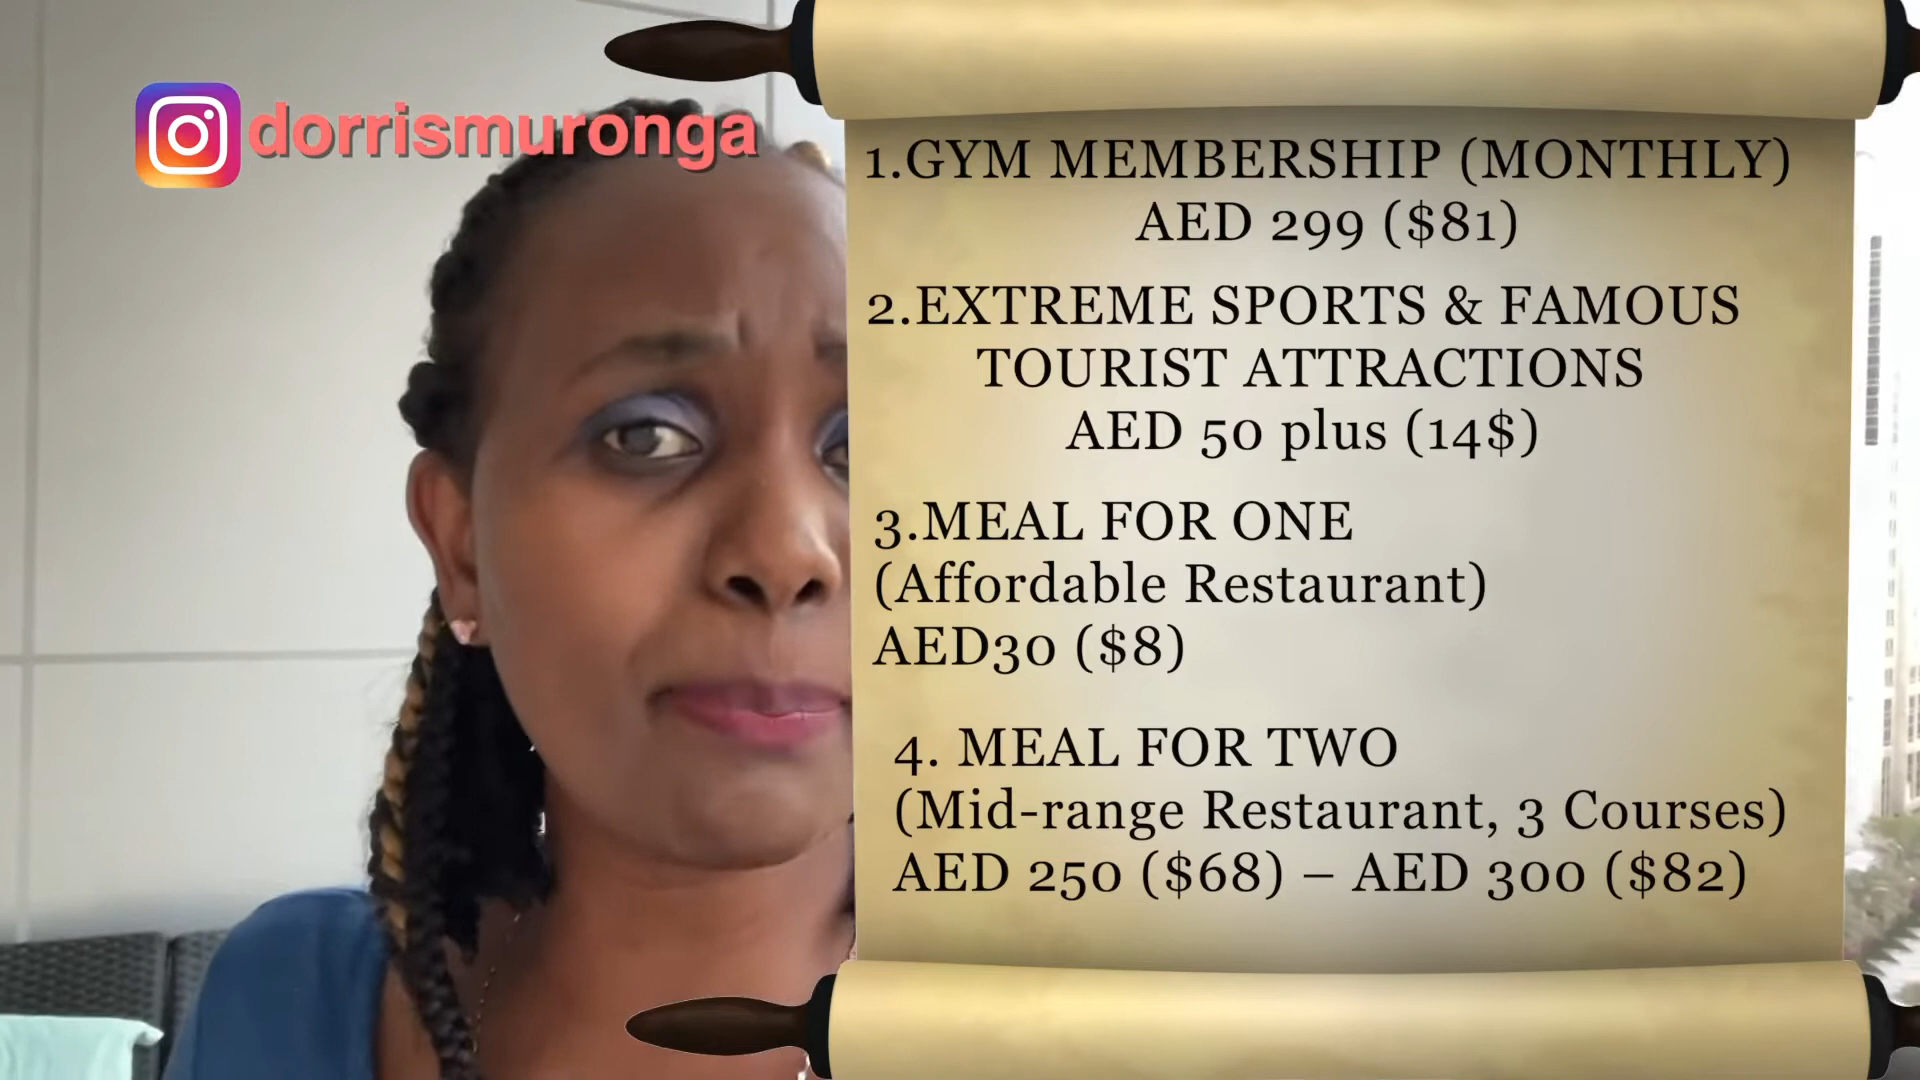 dorrismuronga
1.GYM MEMBERSHIP (MONTHLY)
AED 299 ($81)
2.EXTREME SPORTS & FAMOUS
TOURIST ATTRACTIONS
AED 50 plus (14$)
3.MEAL FOR ONE
(Affordable Restaurant)
AED30 ($8)
4. MEAL FOR TWO
(Mid-range Restaurant, 3 Courses)
AED 250 ($68) – AED 300 ($82)